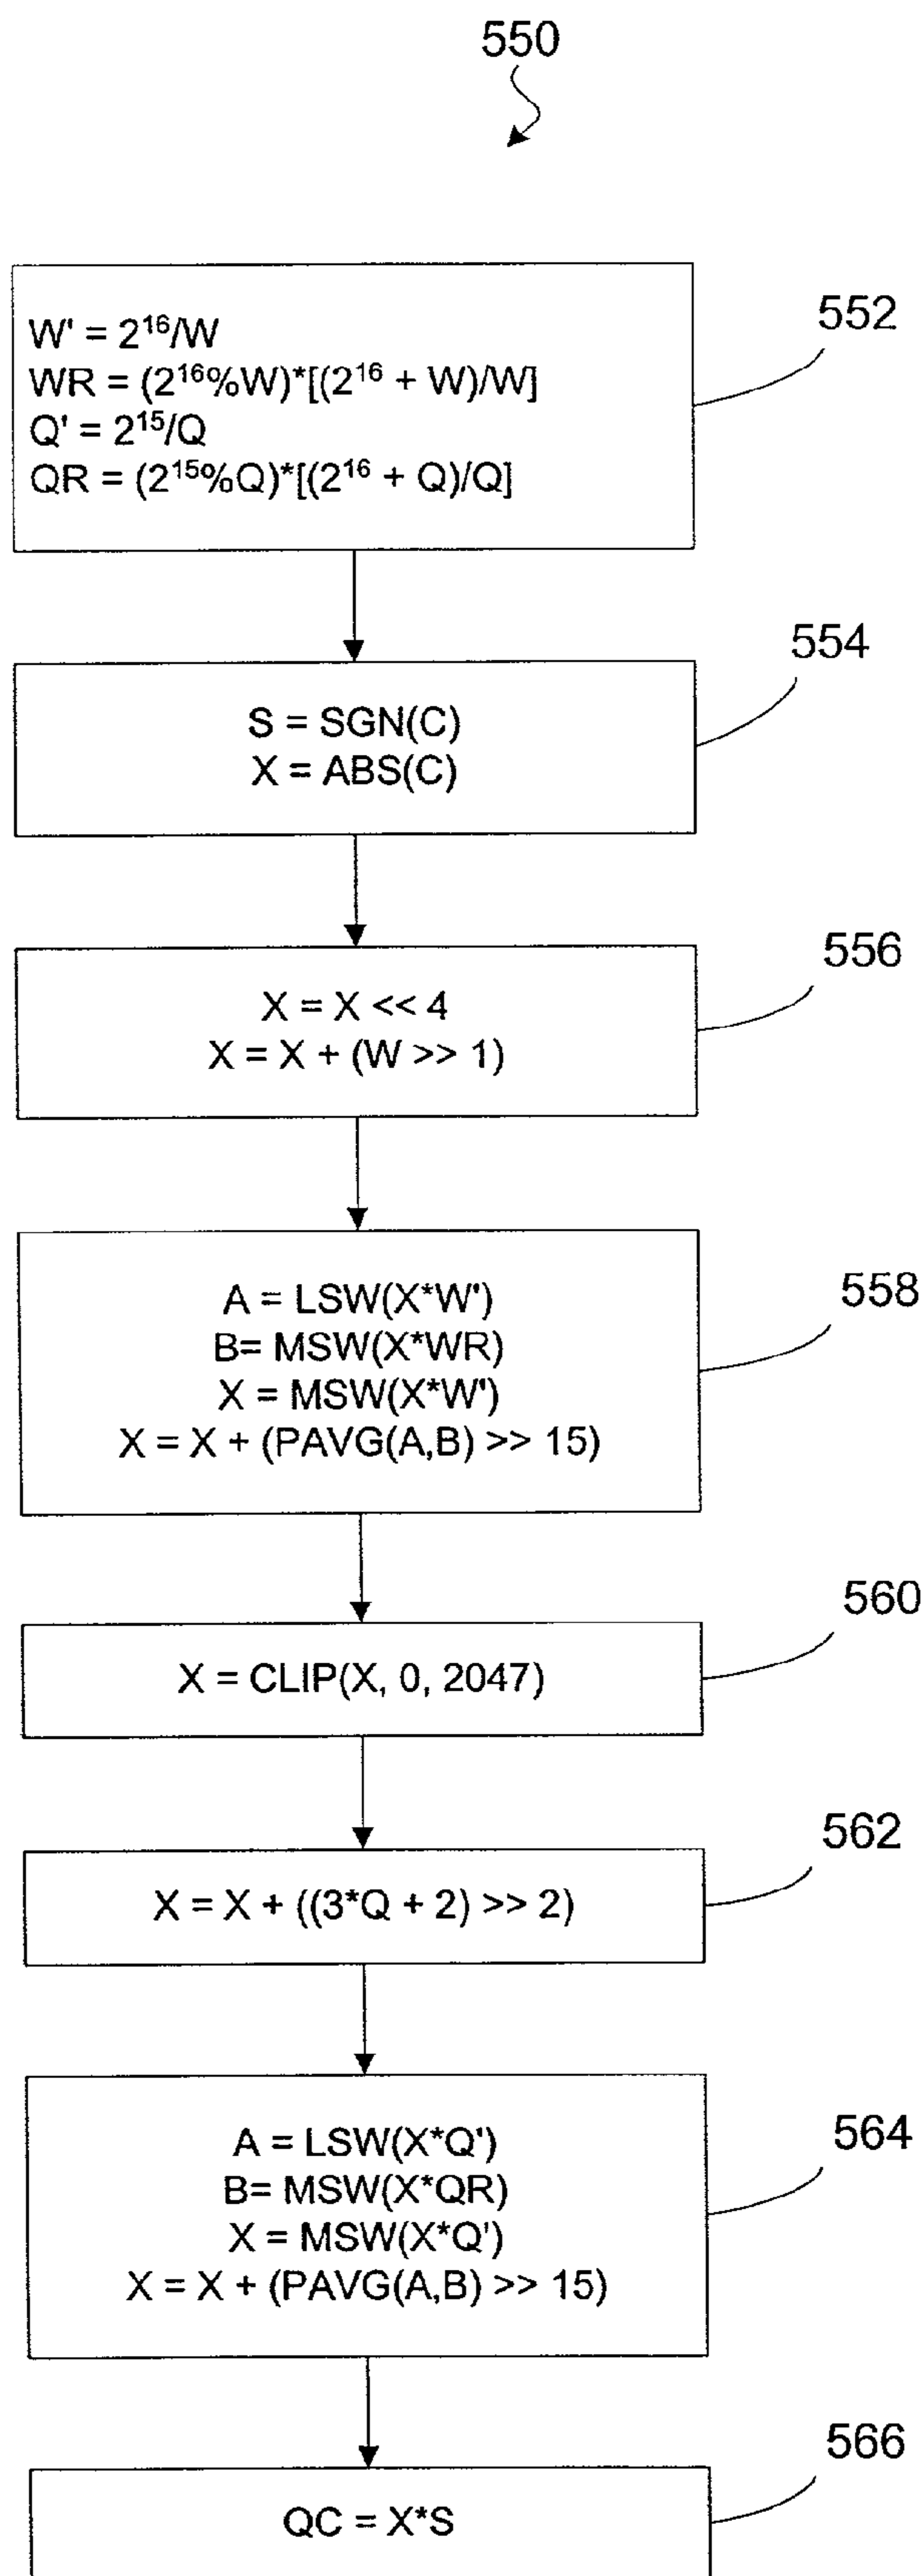 550
W' = 2¹⁶/W
WR = (2¹⁶%W)*[(2¹⁶ + W)/W]
Q' = 2¹⁵/Q
QR = (2¹⁵%Q)*[(2¹⁶ + Q)/Q]
552
S = SGN(C)
X = ABS(C)
554
X = X << 4
X = X + (W >> 1)
556
A = LSW(X*W')
B= MSW(X*WR)
X = MSW(X*W')
X = X + (PAVG(A,B) >> 15)
558
X = CLIP(X, 0, 2047)
560
X = X + ((3*Q + 2) >> 2)
562
A = LSW(X*Q')
B= MSW(X*QR)
X = MSW(X*Q')
X = X + (PAVG(A,B) >> 15)
564
QC = X*S
566